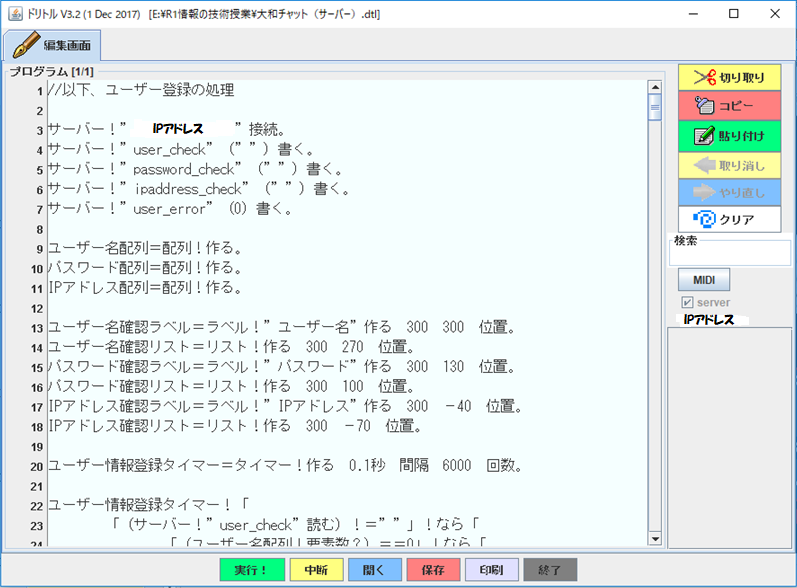 ドリトル V3.2 (1 Dec 2017) [E:¥R1情報の技術授業¥大和チャット（サーバー）.dtl]
編集画面
プログラム [1/1]
1 //以下、ユーザー登録の処理
2
3 サーバー！” IPアドレス ”接続。
4 サーバー！”user_check”（””）書く。
5 サーバー！”password_check”（””）書く。
6 サーバー！”ipaddress_check”（””）書く。
7 サーバー！”user_error”（0）書く。
8
9 ユーザー名配列＝配列！作る。
10 パスワード配列＝配列！作る。
11 IPアドレス配列＝配列！作る。
12
13 ユーザー名確認ラベル＝ラベル！”ユーザー名”作る　300　300　位置。
14 ユーザー名確認リスト＝リスト！作る　300　270　位置。
15 パスワード確認ラベル＝ラベル！”パスワード”作る　300　130　位置。
16 パスワード確認リスト＝リスト！作る　300　100　位置。
17 IPアドレス確認ラベル＝ラベル！”IPアドレス”作る　300　－40　位置。
18 IPアドレス確認リスト＝リスト！作る　300　－70　位置。
19
20 ユーザー情報登録タイマー＝タイマー！作る　0.1秒　間隔　6000　回数。
21
22 ユーザー情報登録タイマー！「
23 「（サーバー！”user_check”読む）！＝””」！なら「
24 「（ユーザー名配列！要素数？）＝＝0」！なら「
切り取り
コピー
貼り付け
取り消し
やり直し
クリア
検索
MIDI
server
IPアドレス
実行！
中断
開く
保存
印刷
終了